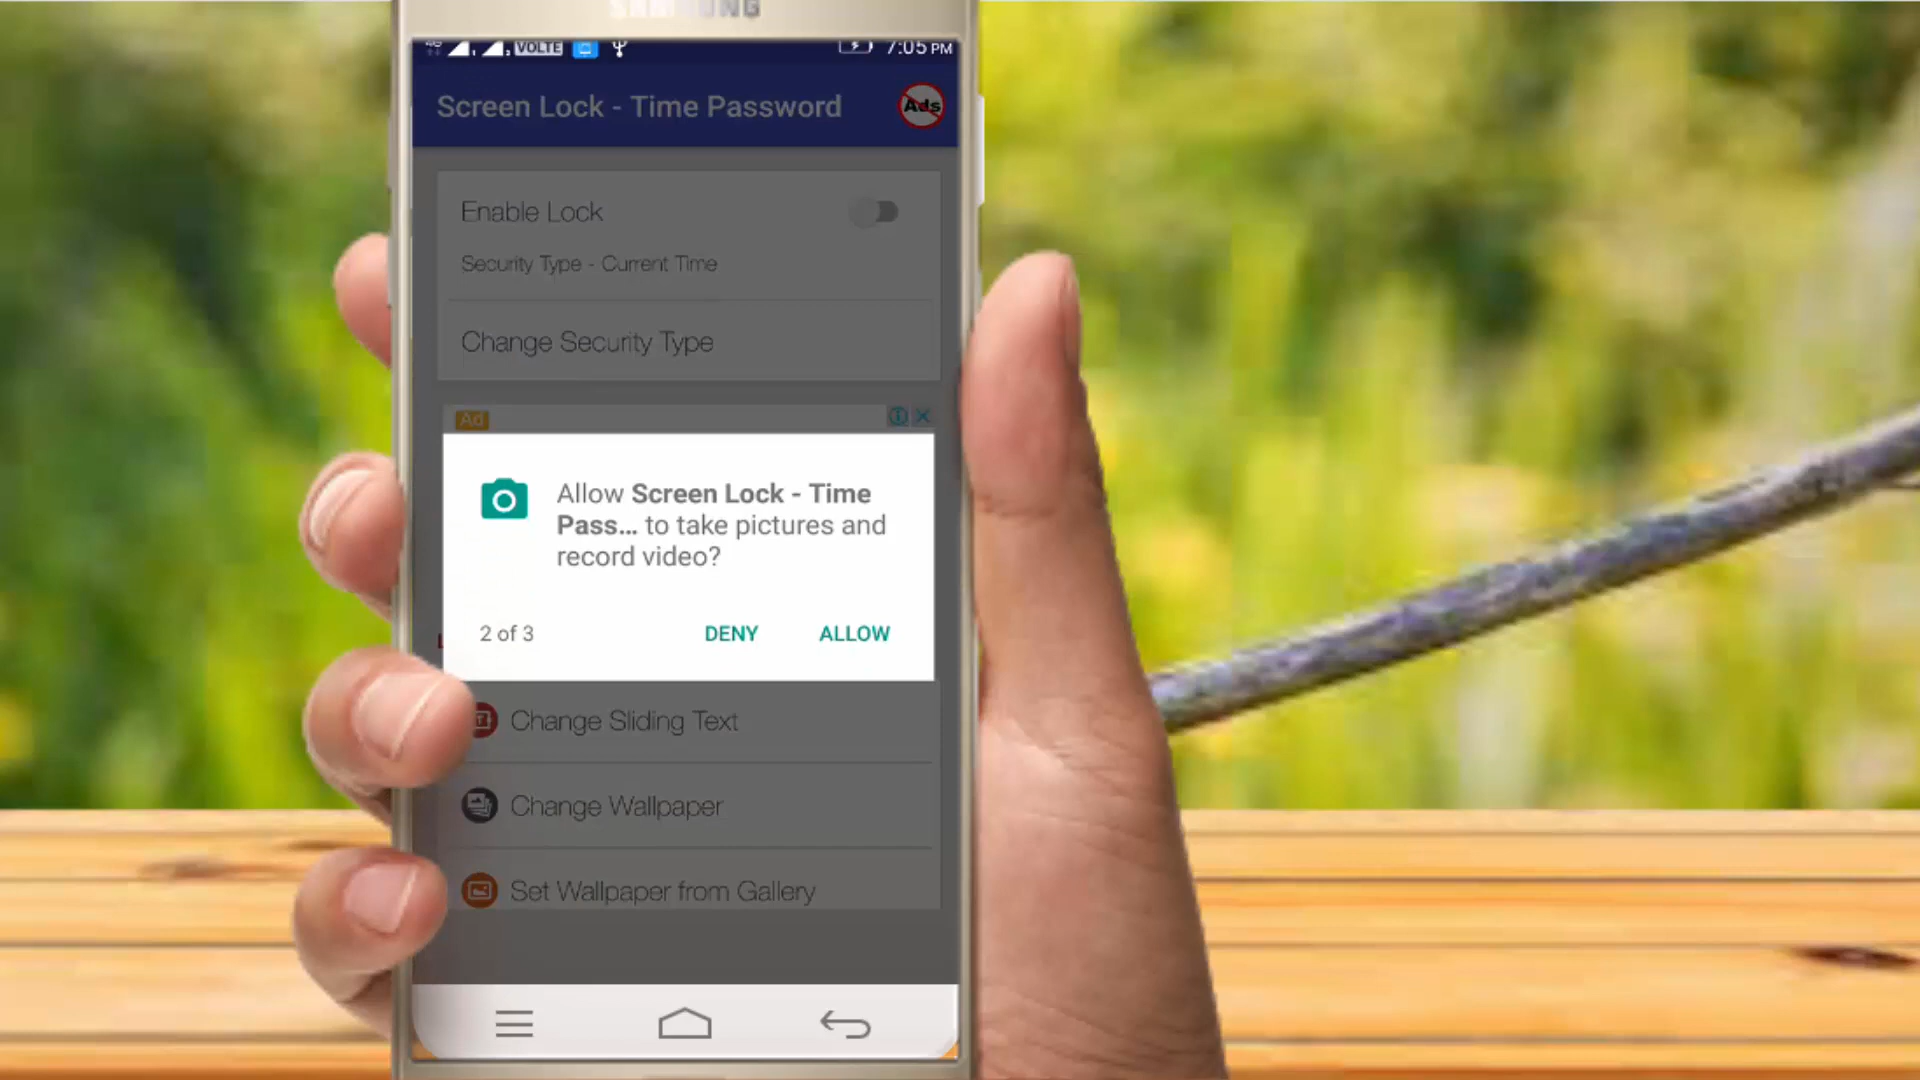 SAMSUNG
4G VOLTE 7:05 PM
Screen Lock - Time Password
Ads
Enable Lock
Security Type - Current Time
Change Security Type
Ad
Allow Screen Lock - Time
Pass... to take pictures and
record video?
2 of 3 DENY ALLOW
Change Sliding Text
Change Wallpaper
Set Wallpaper from Gallery